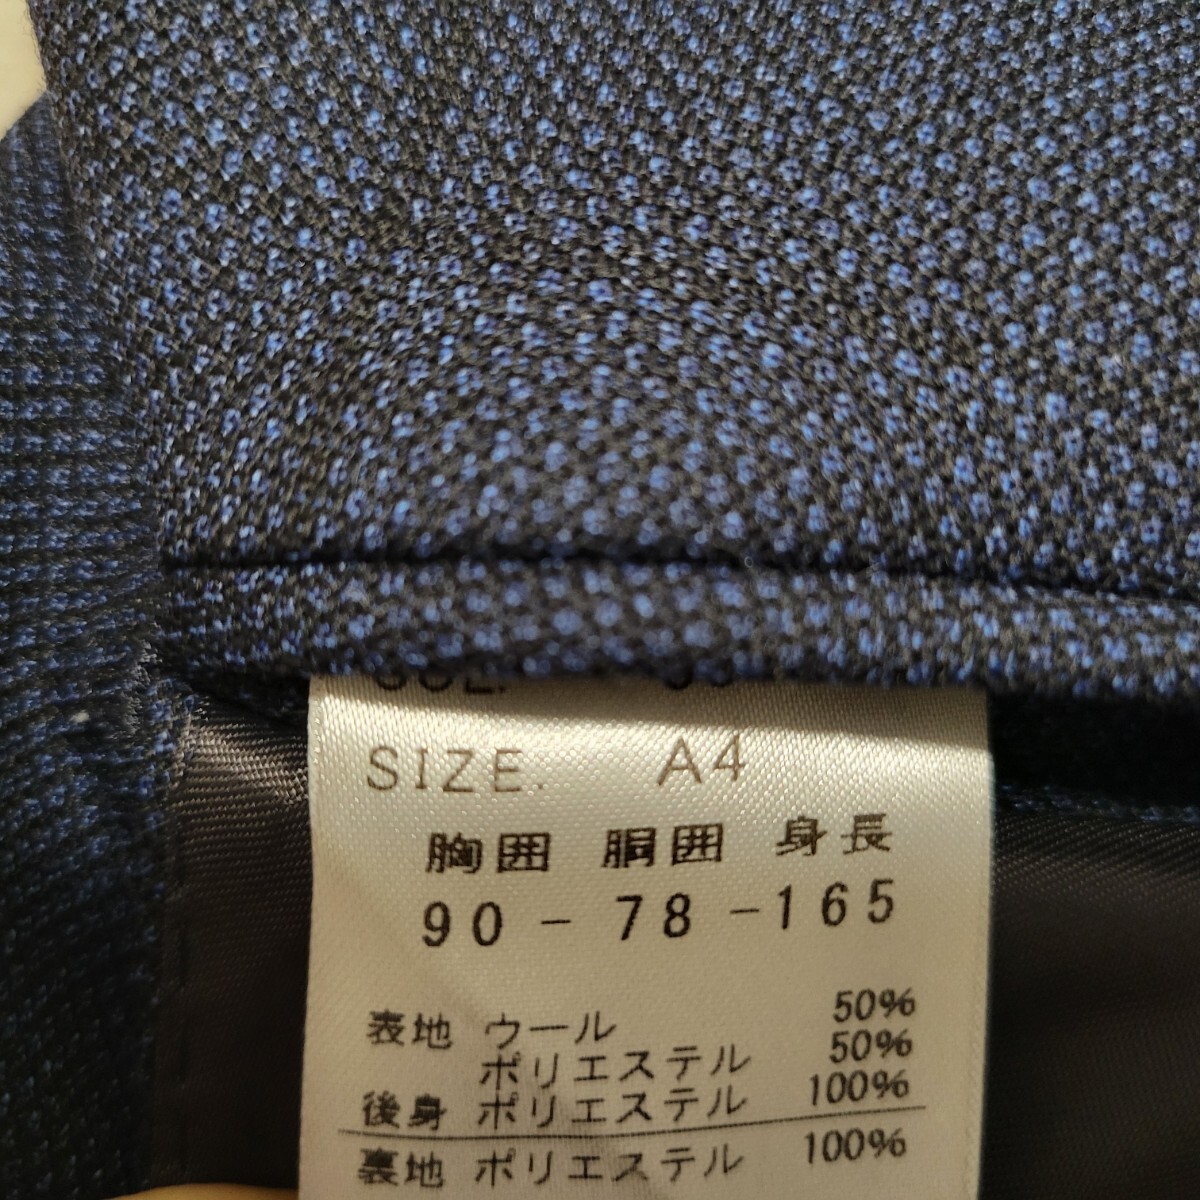 SIZE. A4
胸囲 胴囲 身長
90 - 78 - 165
表地 ウール 50%
ポリエステル 50%
後身 ポリエステル 100%
裏地 ポリエステル 100%